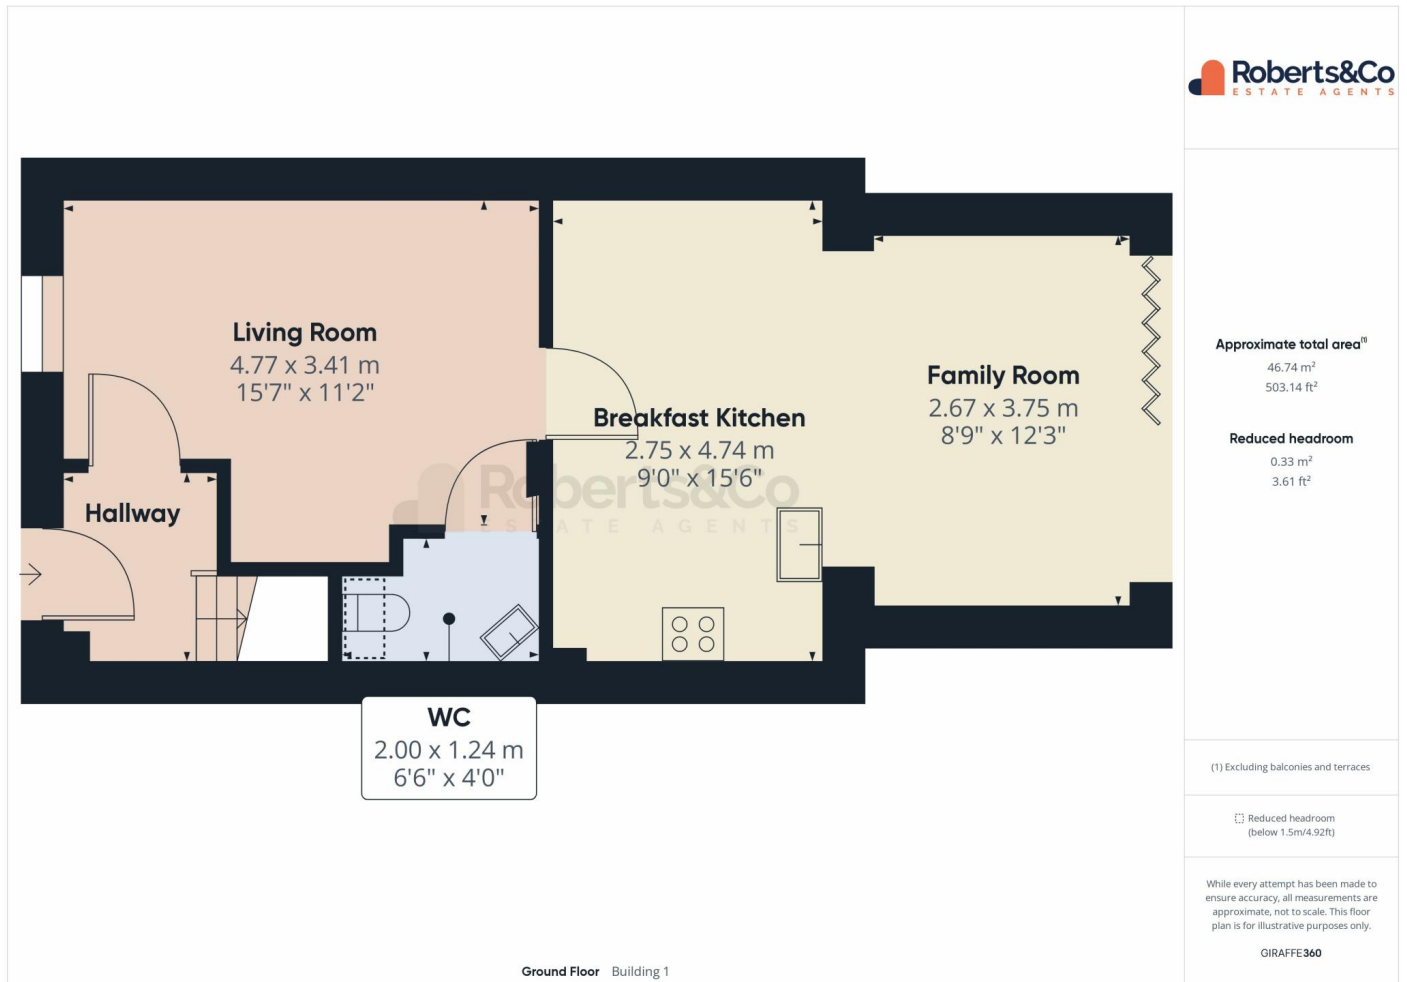 Roberts&Co
ESTATE AGENTS
Living Room
4.77 x 3.41 m
15'7" x 11'2"
Hallway
Breakfast Kitchen
2.75 x 4.74 m
9'0" x 15'6"
Family Room
2.67 x 3.75 m
8'9" x 12'3"
Roberts&Co
ESTATE AGENTS
WC
2.00 x 1.24 m
6'6" x 4'0"
Ground Floor Building 1
Approximate total area(1)
46.74 m²
503.14 ft²
Reduced headroom
0.33 m²
3.61 ft²
(1) Excluding balconies and terraces
Reduced headroom
(below 1.5m/4.92ft)
While every attempt has been made to
ensure accuracy, all measurements are
approximate, not to scale. This floor
plan is for illustrative purposes only.
GIRAFFE360